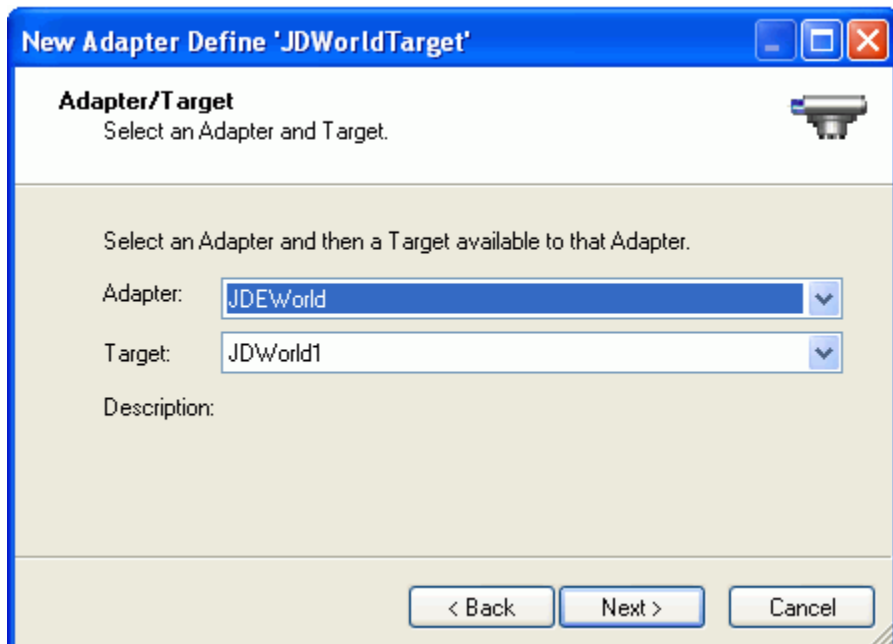 New Adapter Define 'JDWorldTarget'
Adapter/Target
Select an Adapter and Target.
Select an Adapter and then a Target available to that Adapter.
Adapter: JDEWorld
Target: JDWorld1
Description:
< Back Next > Cancel